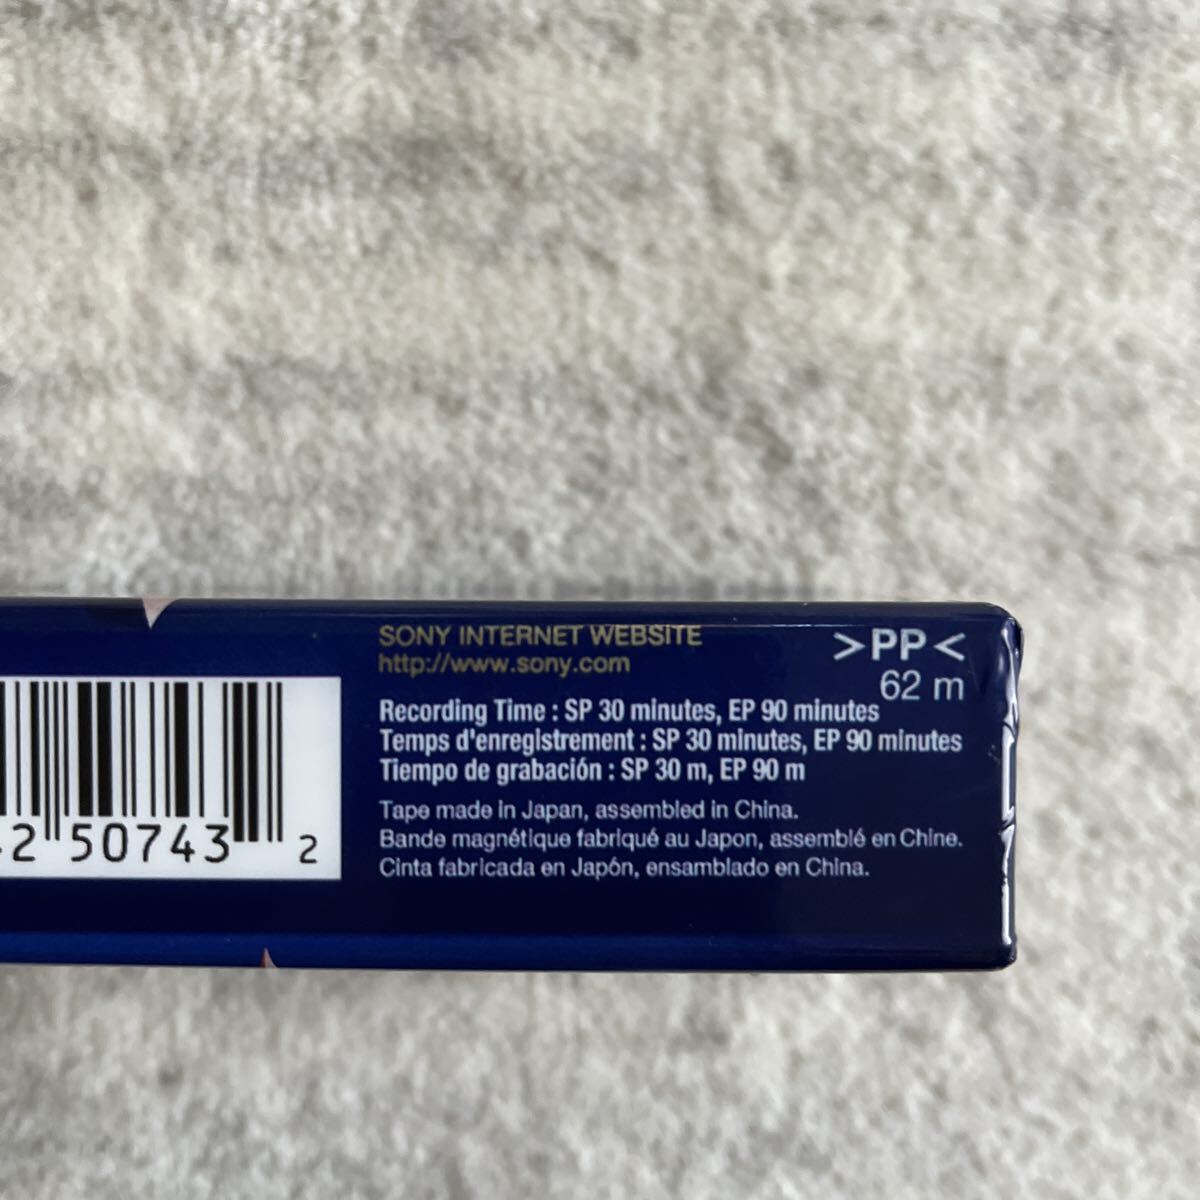 SONY INTERNET WEBSITE
http://www.sony.com
>PP<
62 m
Recording Time : SP 30 minutes, EP 90 minutes
Temps d'enregistrement : SP 30 minutes, EP 90 minutes
Tiempo de grabación : SP 30 m, EP 90 m
Tape made in Japan, assembled in China.
Bande magnétique fabriqué au Japon, assemblé en Chine.
Cinta fabricada en Japón, ensamblado en China.
2 50743 2